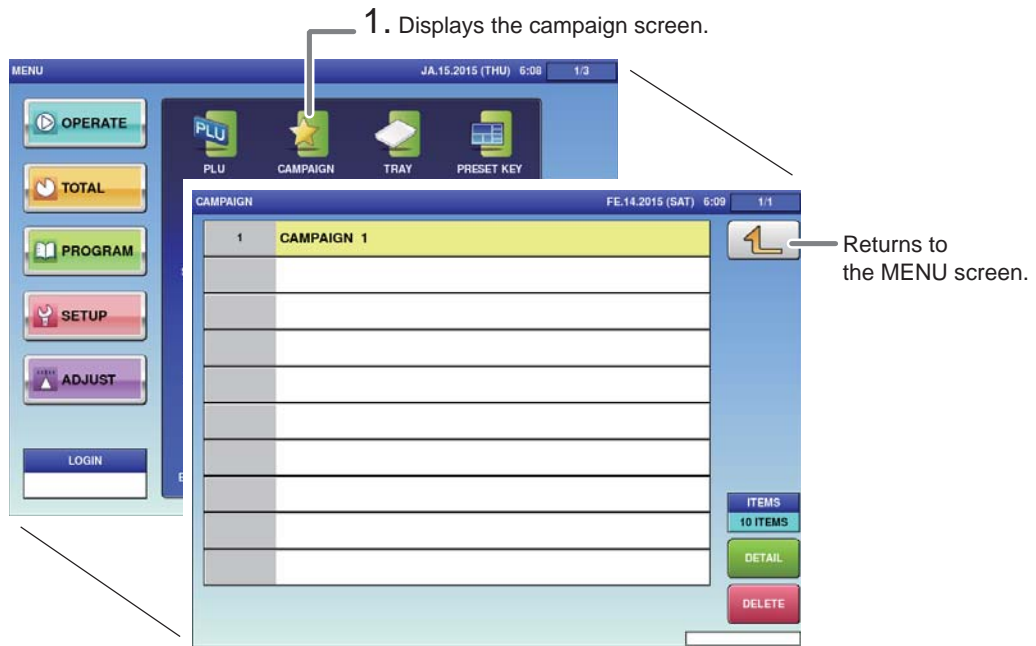 1. Displays the campaign screen.
MENU
JA.15.2015 (THU) 6:08
1/3
OPERATE
TOTAL
PROGRAM
SETUP
ADJUST
LOGIN
PLU
PLU
CAMPAIGN
TRAY
PRESET KEY
CAMPAIGN
FE.14.2015 (SAT) 6:09
1/1
1
CAMPAIGN 1
Returns to
the MENU screen.
ITEMS
10 ITEMS
DETAIL
DELETE